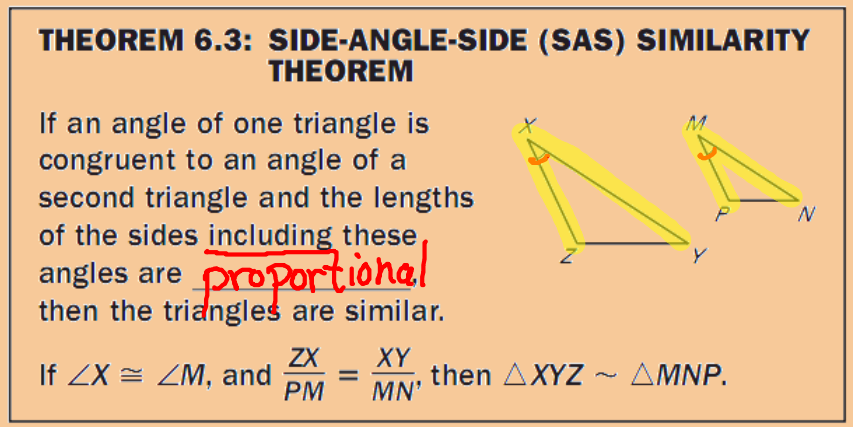 THEOREM 6.3: SIDE-ANGLE-SIDE (SAS) SIMILARITY
THEOREM
If an angle of one triangle is
congruent to an angle of a
second triangle and the lengths
of the sides including these
angles are proportional,
then the triangles are similar.
X
M
P
N
Z
Y
If ∠X ≅ ∠M, and ZX/PM = XY/MN, then △XYZ ~ △MNP.